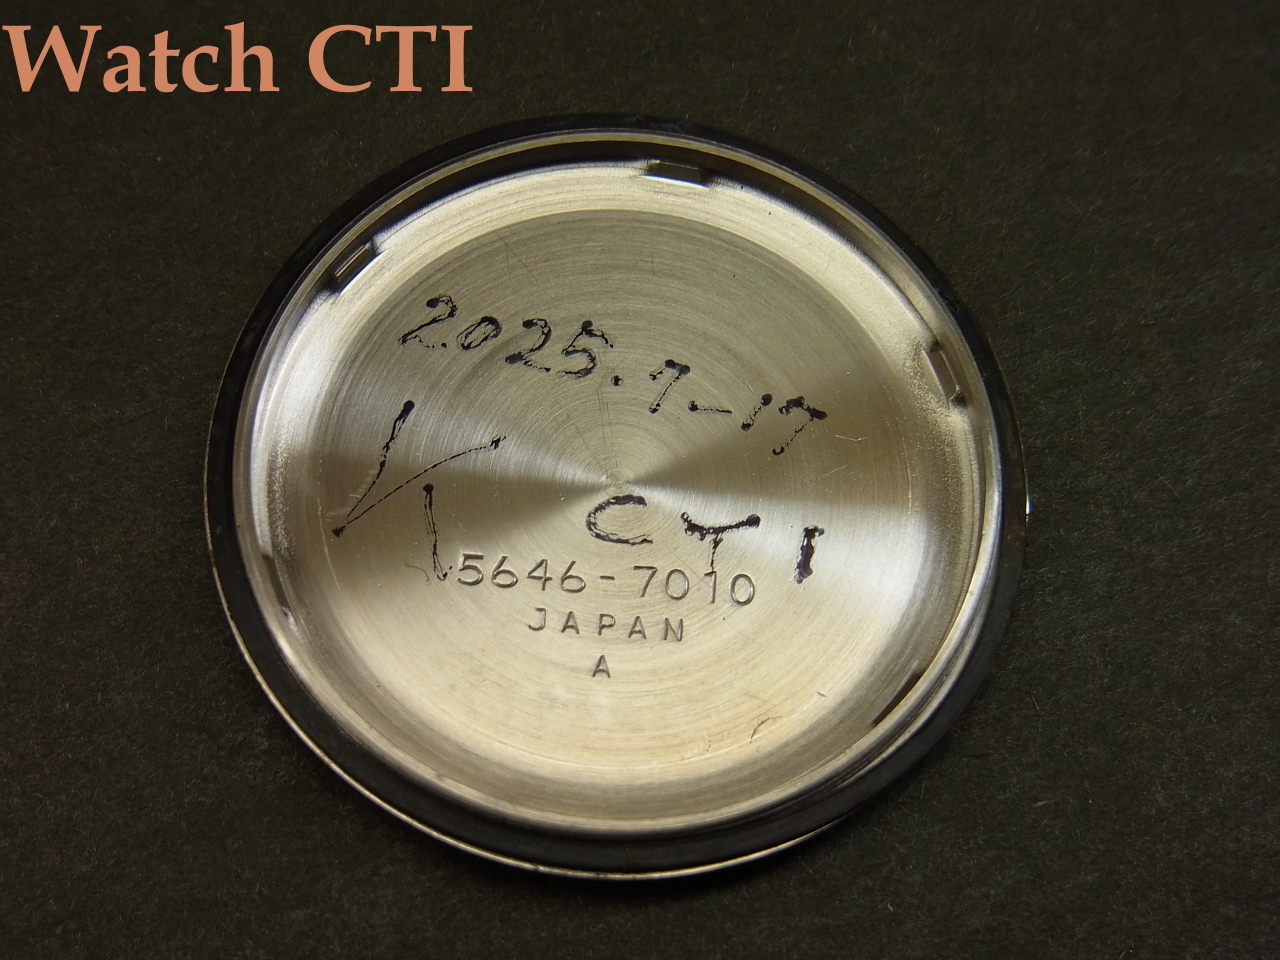 Watch CTI
2025.7-17
CTI
5646-7010
JAPAN
A